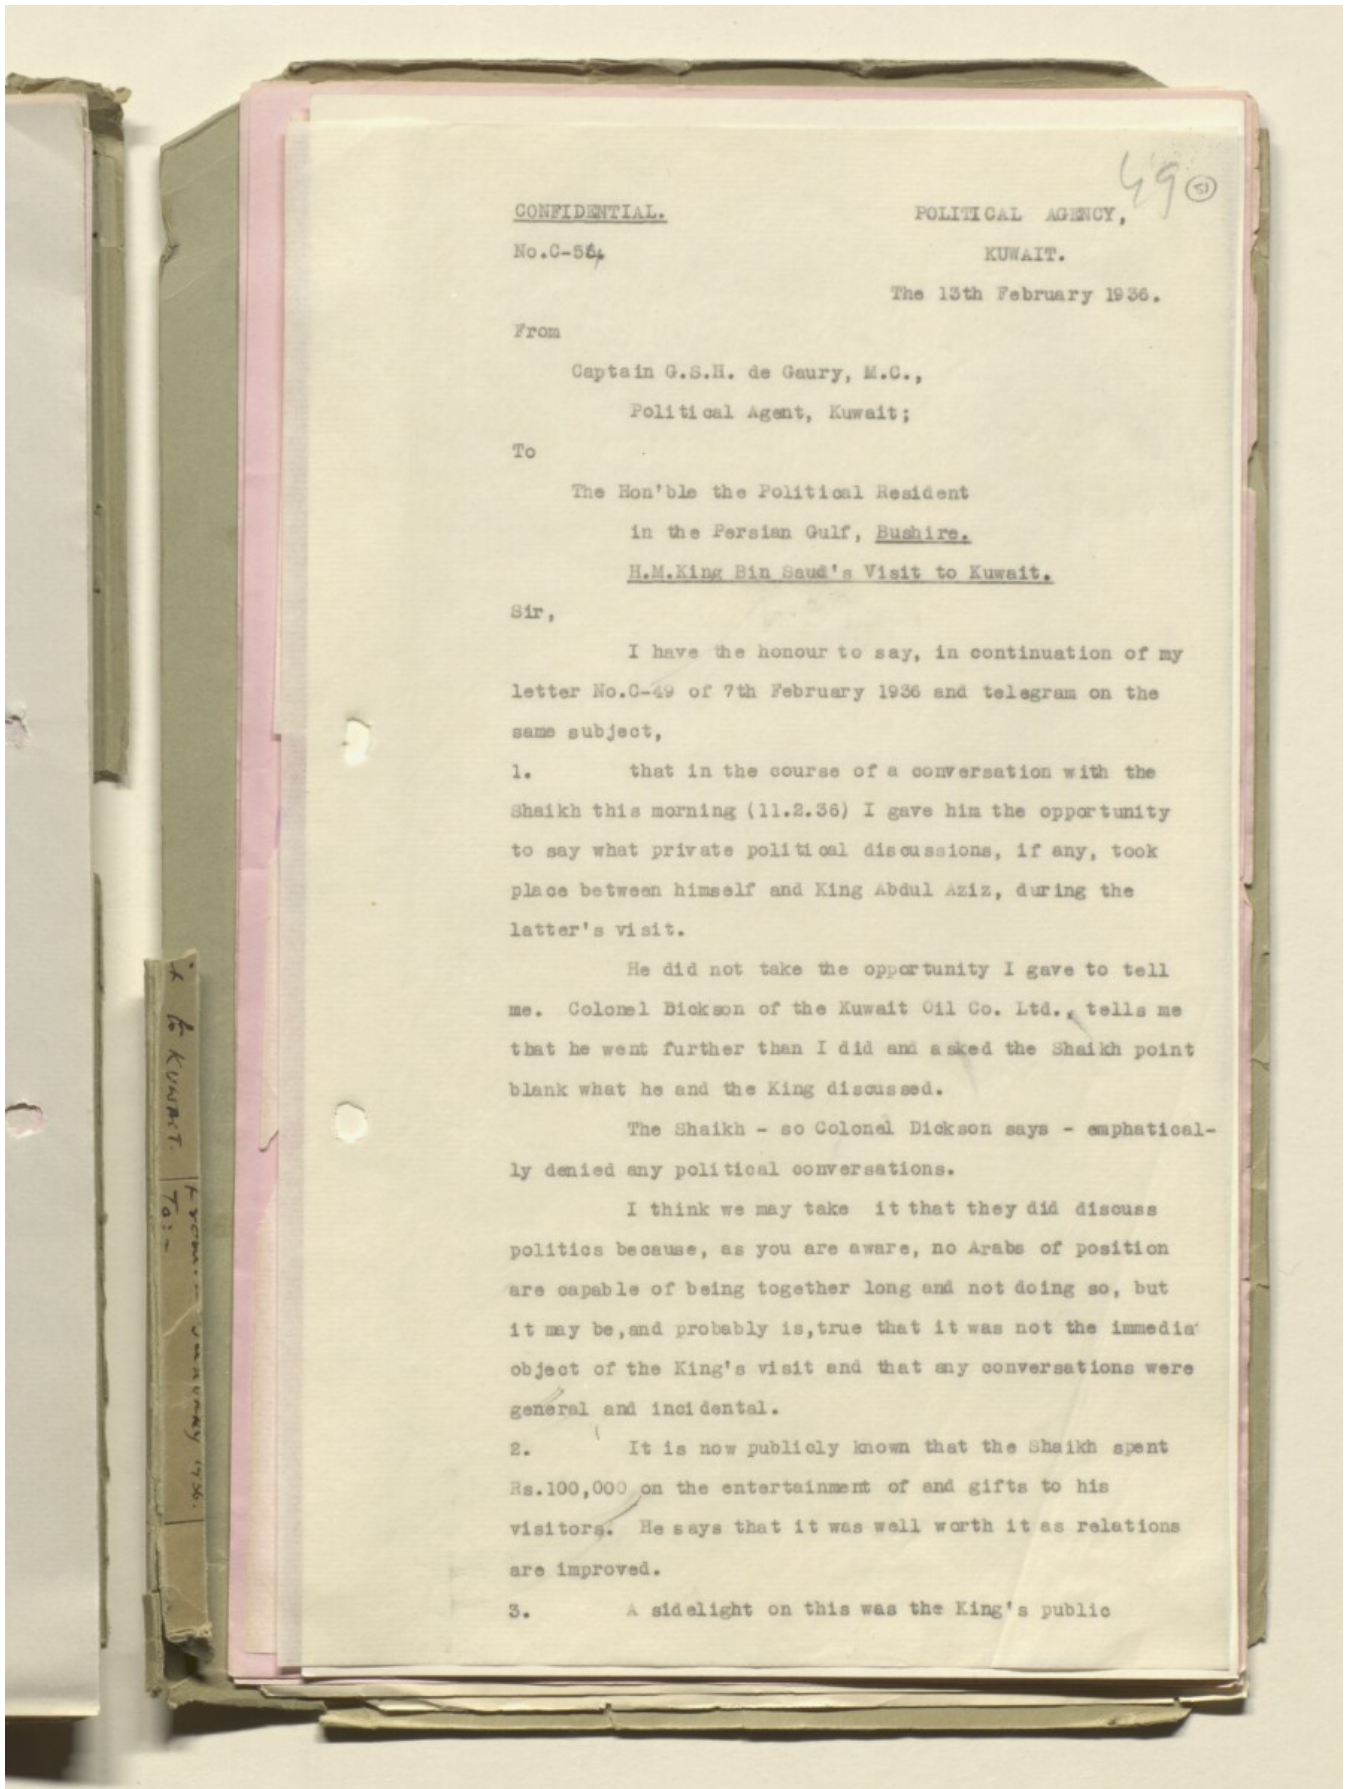 49 51
CONFIDENTIAL. POLITICAL AGENCY,
No.C-54 KUWAIT.
The 13th February 1936.
From
Captain G.S.H. de Gaury, M.C.,
Political Agent, Kuwait;
To
The Hon'ble the Political Resident
in the Persian Gulf, Bushire.
H.M.King Bin Saud's Visit to Kuwait.
Sir,
I have the honour to say, in continuation of my
letter No.C-49 of 7th February 1936 and telegram on the
same subject,
1. that in the course of a conversation with the
Shaikh this morning (11.2.36) I gave him the opportunity
to say what private political discussions, if any, took
place between himself and King Abdul Aziz, during the
latter's visit.
He did not take the opportunity I gave to tell
me. Colonel Dickson of the Kuwait Oil Co. Ltd., tells me
that he went further than I did and asked the Shaikh point
blank what he and the King discussed.
The Shaikh - so Colonel Dickson says - emphatical-
ly denied any political conversations.
I think we may take it that they did discuss
politics because, as you are aware, no Arabs of position
are capable of being together long and not doing so, but
it may be,and probably is,true that it was not the immedia
object of the King's visit and that any conversations were
general and incidental.
2. It is now publicly known that the Shaikh spent
Rs.100,000 on the entertainment of and gifts to his
visitors. He says that it was well worth it as relations
are improved.
3. A sidelight on this was the King's public
to KUWAIT.
From:- JANUARY 1936.
To:-